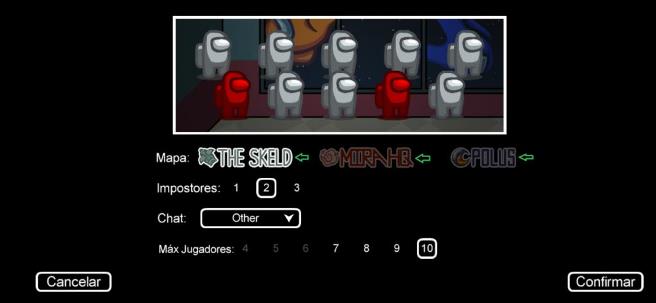 Mapa: THE SKELD MIRA HQ POLUS
Impostores: 1 2 3
Chat: Other
Máx Jugadores: 4 5 6 7 8 9 10
Cancelar Confirmar